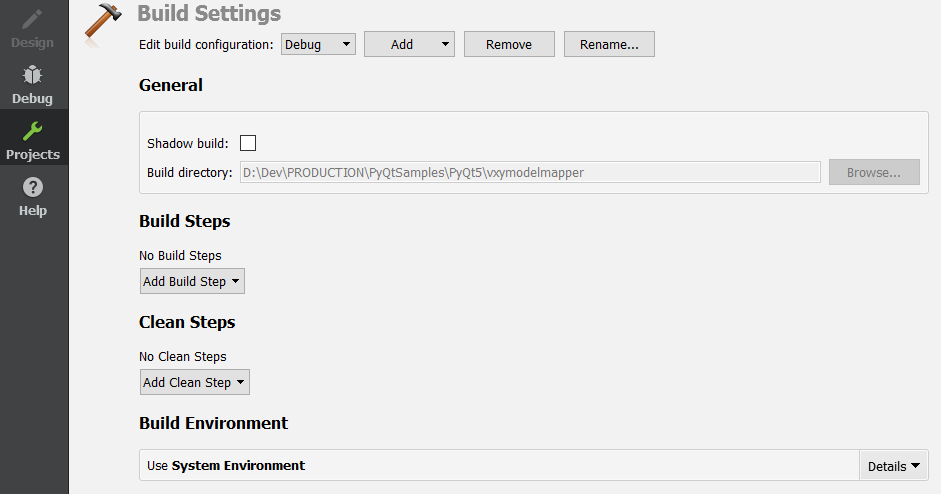 Design
Debug
Projects
Help
Build Settings
Edit build configuration: Debug Add Remove Rename...
General
Shadow build:
Build directory: D:\Dev\PRODUCTION\PyQtSamples\PyQt5\vxymodelmapper Browse...
Build Steps
No Build Steps
Add Build Step
Clean Steps
No Clean Steps
Add Clean Step
Build Environment
Use System Environment Details